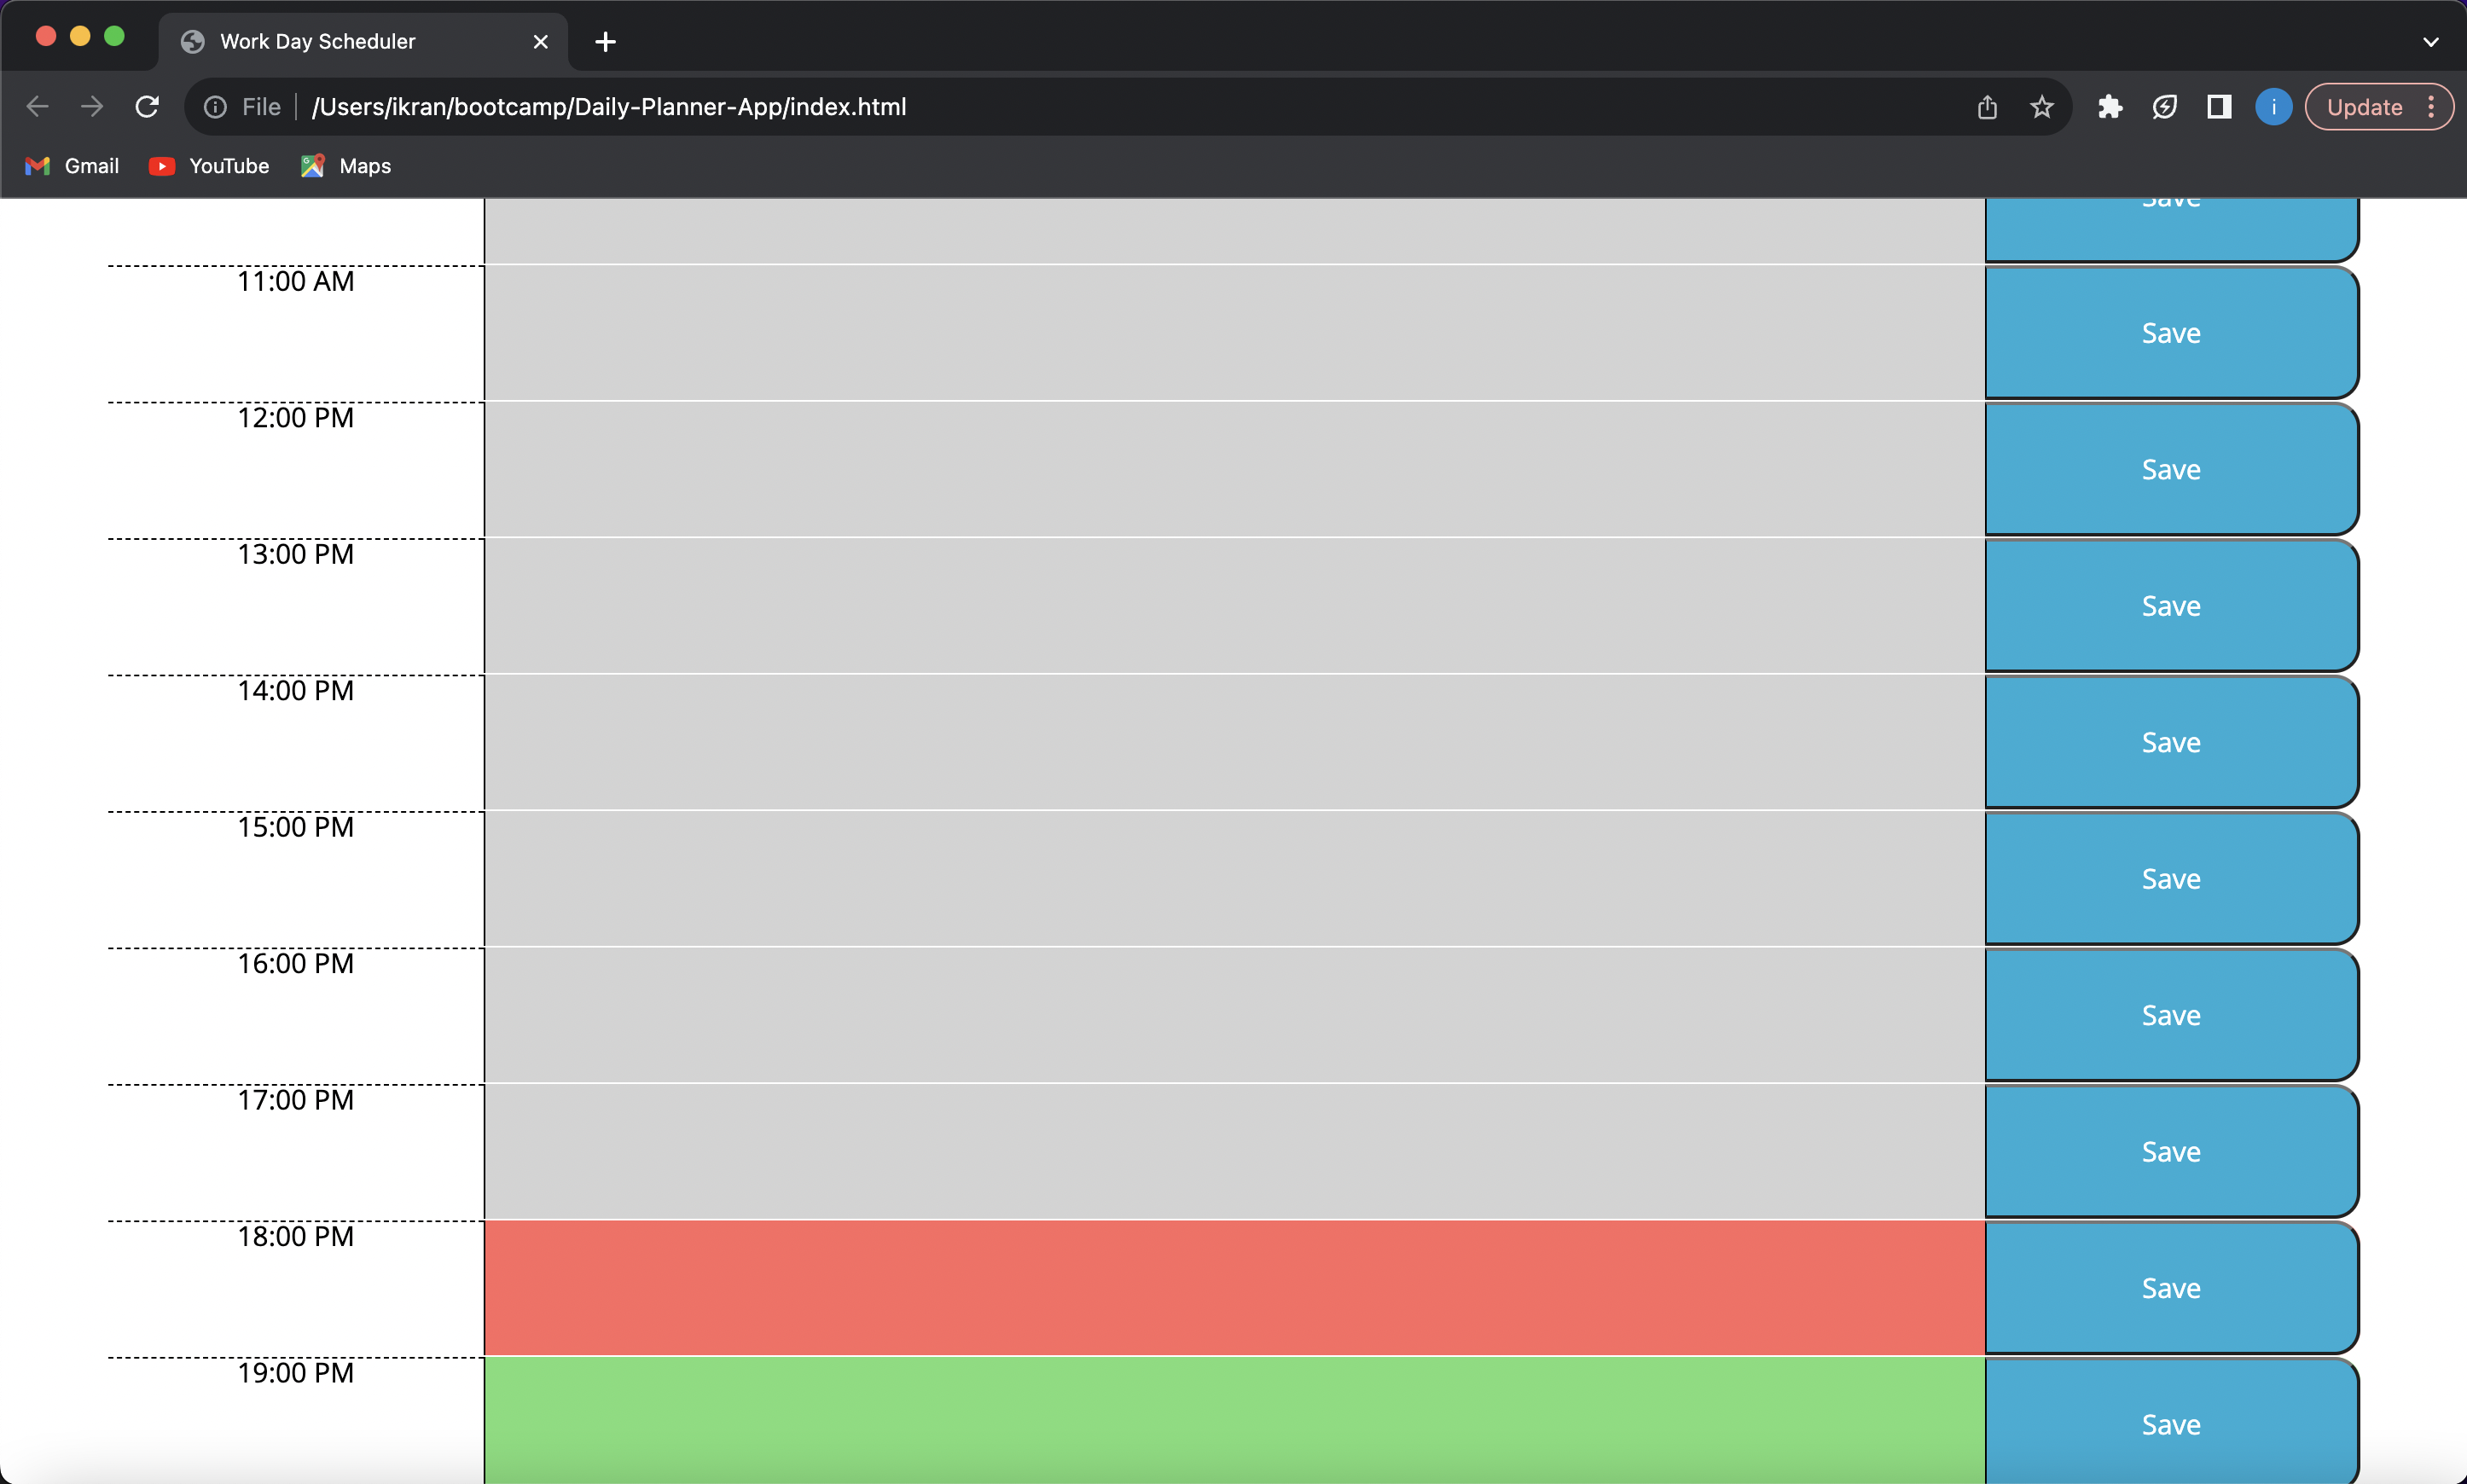 Work Day Scheduler
File /Users/ikran/bootcamp/Daily-Planner-App/index.html
i
Update
Gmail YouTube Maps
Save
11:00 AM
Save
12:00 PM
Save
13:00 PM
Save
14:00 PM
Save
15:00 PM
Save
16:00 PM
Save
17:00 PM
Save
18:00 PM
Save
19:00 PM
Save